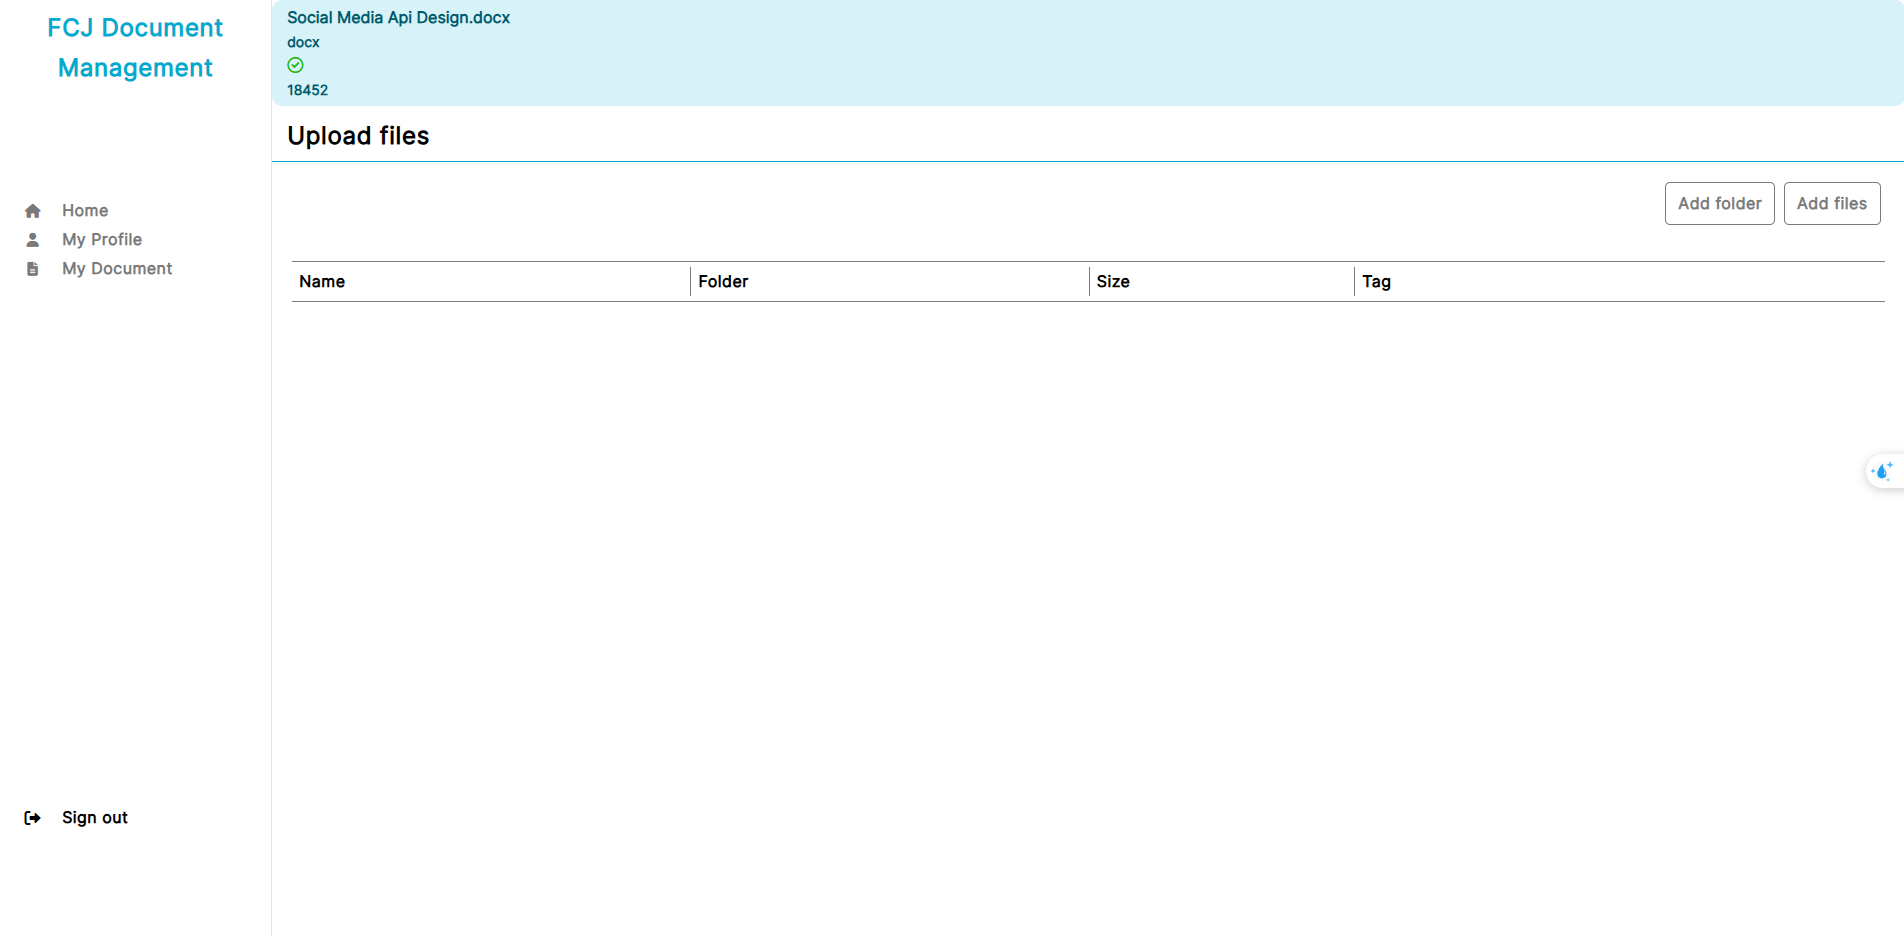 FCJ Document
Management
Home
My Profile
My Document
Sign out
Social Media Api Design.docx
docx
18452
Upload files
Add folder
Add files
Name
Folder
Size
Tag